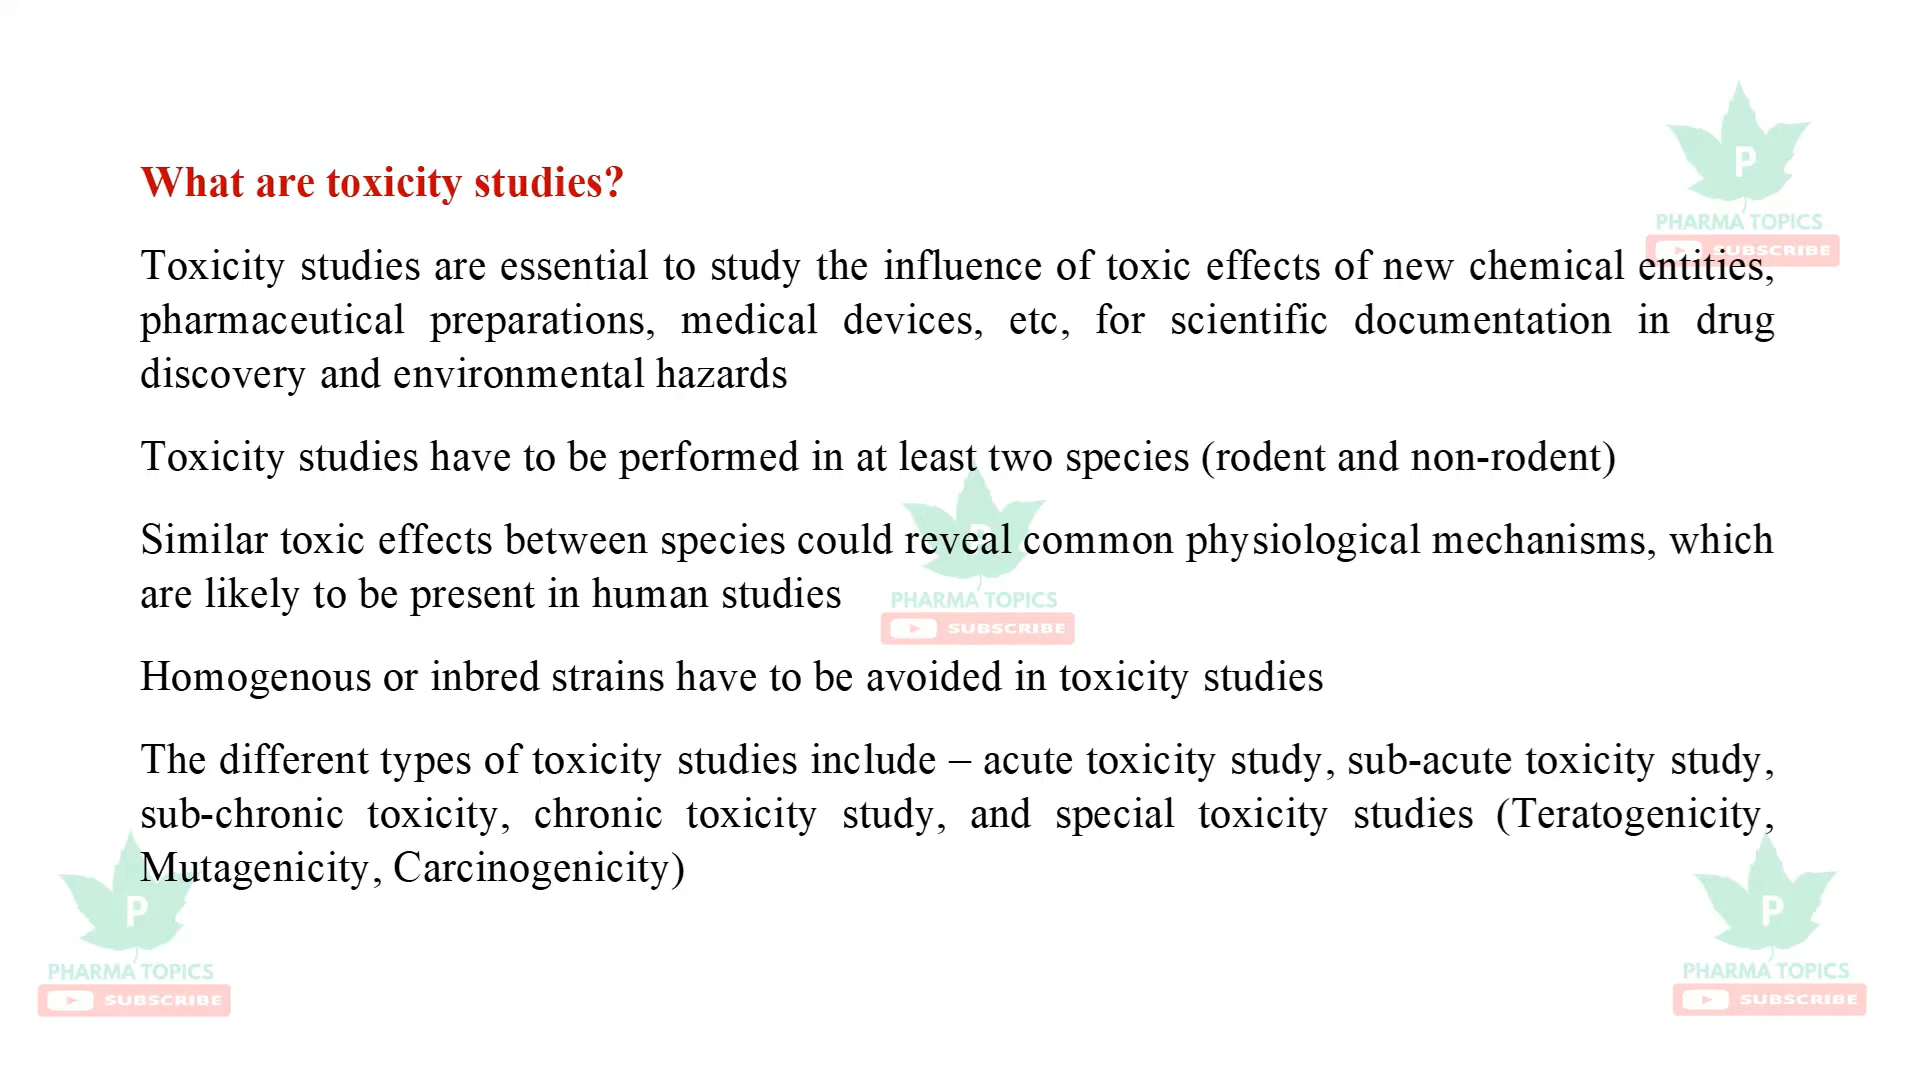 P
PHARMA TOPICS
SUBSCRIBE
What are toxicity studies?
Toxicity studies are essential to study the influence of toxic effects of new chemical entities,
pharmaceutical preparations, medical devices, etc, for scientific documentation in drug
discovery and environmental hazards
Toxicity studies have to be performed in at least two species (rodent and non-rodent)
Similar toxic effects between species could reveal common physiological mechanisms, which
are likely to be present in human studies
P
PHARMA TOPICS
SUBSCRIBE
Homogenous or inbred strains have to be avoided in toxicity studies
The different types of toxicity studies include – acute toxicity study, sub-acute toxicity study,
sub-chronic toxicity, chronic toxicity study, and special toxicity studies (Teratogenicity,
Mutagenicity, Carcinogenicity)
P
PHARMA TOPICS
SUBSCRIBE
P
PHARMA TOPICS
SUBSCRIBE